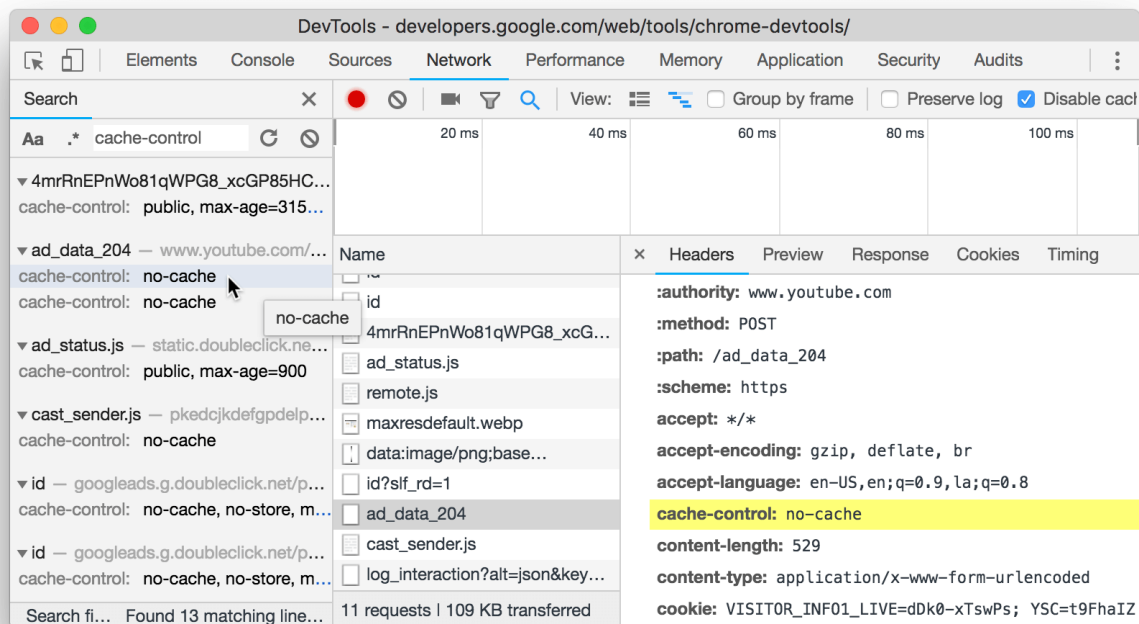 DevTools - developers.google.com/web/tools/chrome-devtools/
Elements Console Sources Network Performance Memory Application Security Audits
Search
View: Group by frame Preserve log Disable cach
Aa .* cache-control
20 ms 40 ms 60 ms 80 ms 100 ms
4mrRnEPnWo81qWPG8_xcGP85HC...
cache-control: public, max-age=315...
ad_data_204 — www.youtube.com/...
cache-control: no-cache
cache-control: no-cache
no-cache
ad_status.js — static.doubleclick.ne...
cache-control: public, max-age=900
cast_sender.js — pkedcjkdefgpdelp...
cache-control: no-cache
id — googleads.g.doubleclick.net/p...
cache-control: no-cache, no-store, m...
id — googleads.g.doubleclick.net/p...
cache-control: no-cache, no-store, m...
Search fi... Found 13 matching line...
Name
id
4mrRnEPnWo81qWPG8_xcG...
ad_status.js
remote.js
maxresdefault.webp
data:image/png;base...
id?slf_rd=1
ad_data_204
cast_sender.js
log_interaction?alt=json&key...
11 requests | 109 KB transferred
Headers Preview Response Cookies Timing
:authority: www.youtube.com
:method: POST
:path: /ad_data_204
:scheme: https
accept: */*
accept-encoding: gzip, deflate, br
accept-language: en-US,en;q=0.9,la;q=0.8
cache-control: no-cache
content-length: 529
content-type: application/x-www-form-urlencoded
cookie: VISITOR_INFO1_LIVE=dDk0-xTswPs; YSC=t9FhaIZ